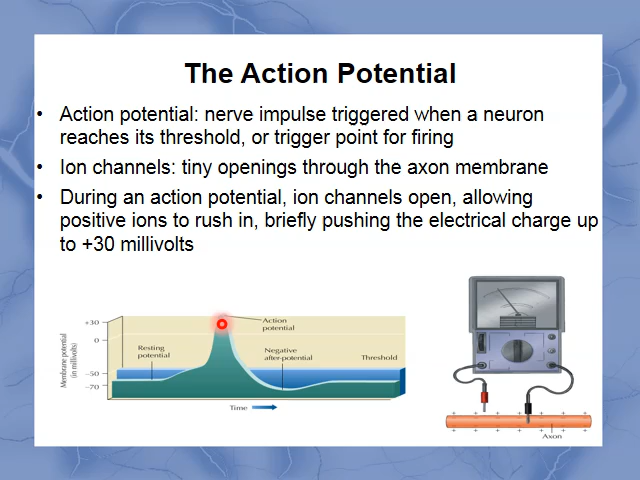 The Action Potential
• Action potential: nerve impulse triggered when a neuron
reaches its threshold, or trigger point for firing
• Ion channels: tiny openings through the axon membrane
• During an action potential, ion channels open, allowing
positive ions to rush in, briefly pushing the electrical charge up
to +30 millivolts
Membrane potential
(in millivolts)
+30
0
−50
−70
Resting
potential
Action
potential
Negative
after-potential
Threshold
Time
+ + + + + +
Axon